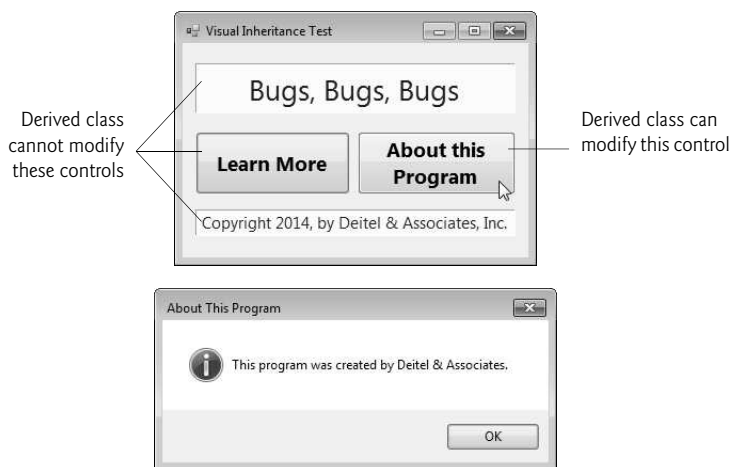 Visual Inheritance Test
Bugs, Bugs, Bugs
Derived class
cannot modify
these controls
Learn More
About this
Program
Derived class can
modify this control
Copyright 2014, by Deitel & Associates, Inc.
About This Program
This program was created by Deitel & Associates.
OK